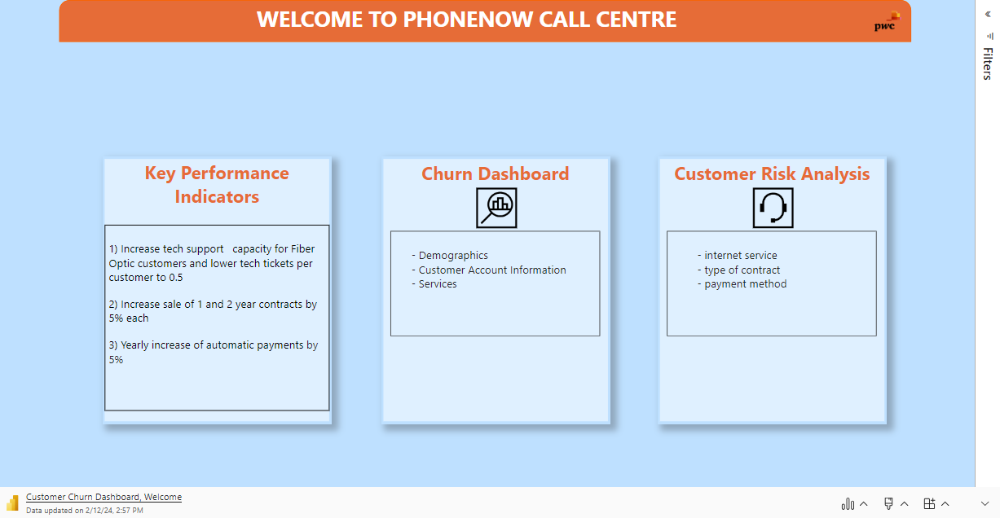 WELCOME TO PHONENOW CALL CENTRE
pwc
Filters
Key Performance
Indicators
1) Increase tech support   capacity for Fiber
Optic customers and lower tech tickets per
customer to 0.5
2) Increase sale of 1 and 2 year contracts by
5% each
3) Yearly increase of automatic payments by
5%
Churn Dashboard
- Demographics
- Customer Account Information
- Services
Customer Risk Analysis
- internet service
- type of contract
- payment method
Customer Churn Dashboard, Welcome
Data updated on 2/12/24, 2:57 PM